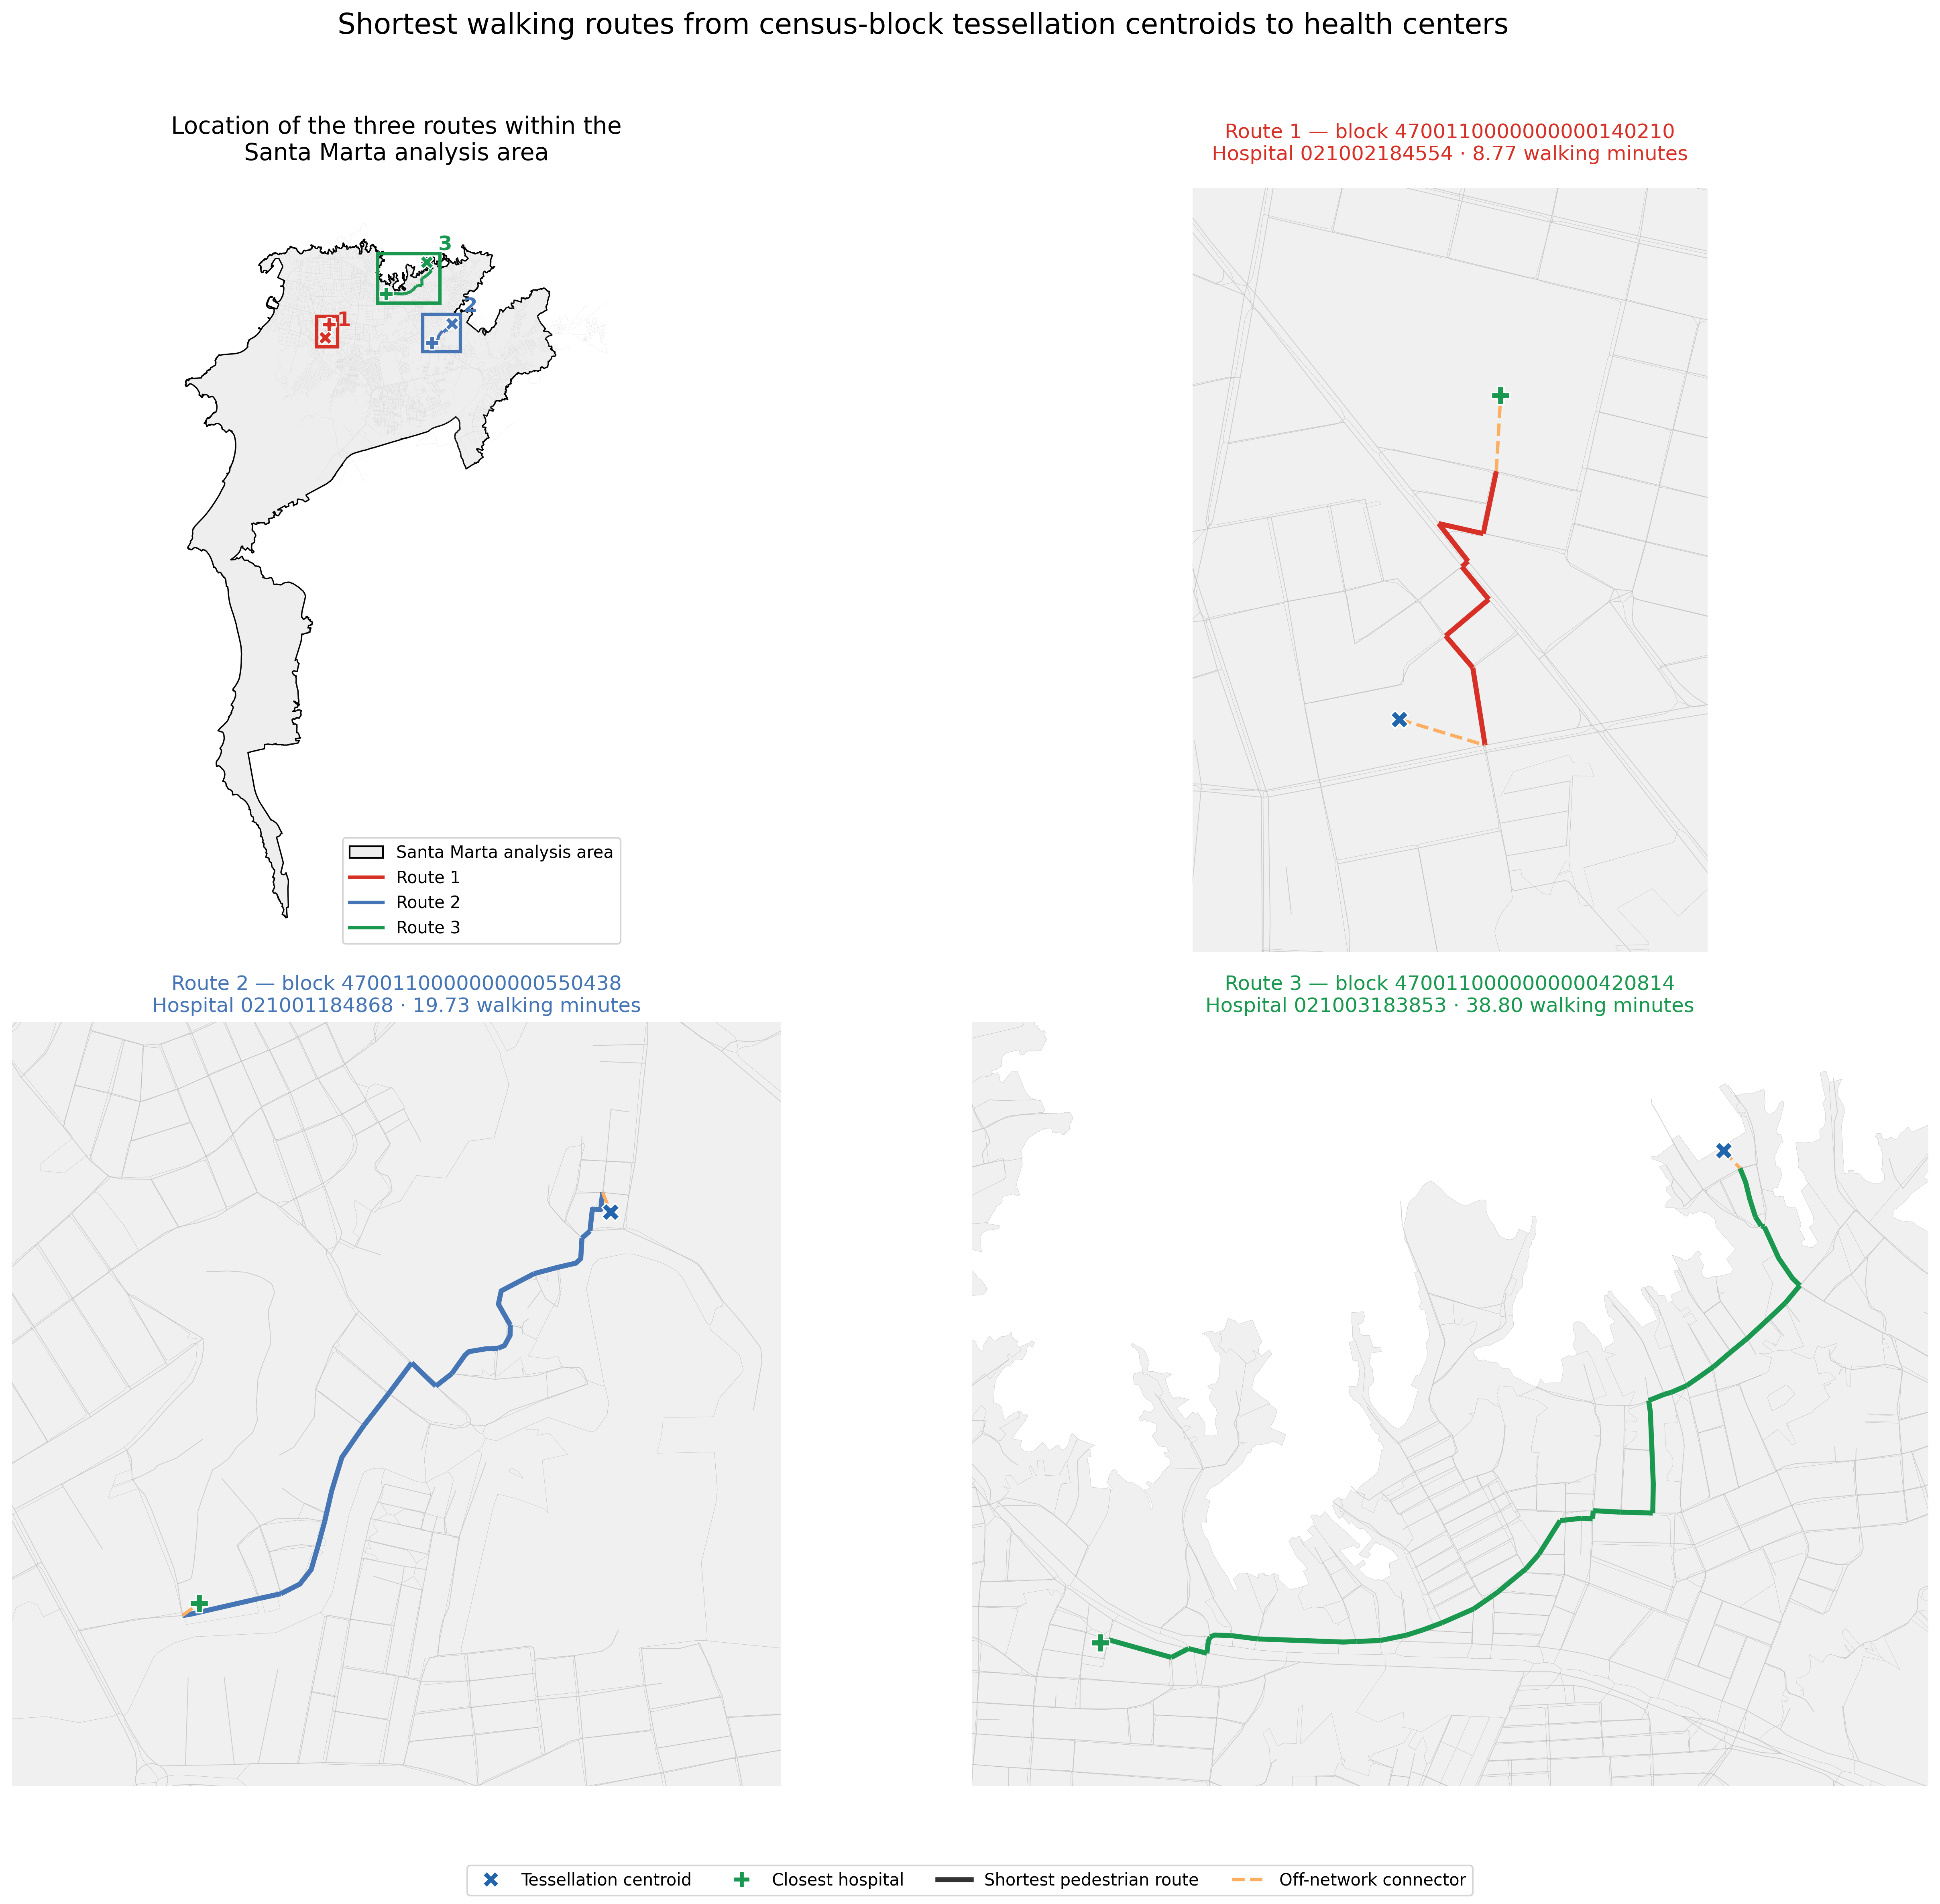 Shortest walking routes from census-block tessellation centroids to health centers
Location of the three routes within the
Santa Marta analysis area
3
2
1
Santa Marta analysis area
Route 1
Route 2
Route 3
Route 1 — block 4700110000000000140210
Hospital 021002184554 · 8.77 walking minutes
Route 2 — block 4700110000000000550438
Hospital 021001184868 · 19.73 walking minutes
Route 3 — block 4700110000000000420814
Hospital 021003183853 · 38.80 walking minutes
Tessellation centroid
Closest hospital
Shortest pedestrian route
Off-network connector